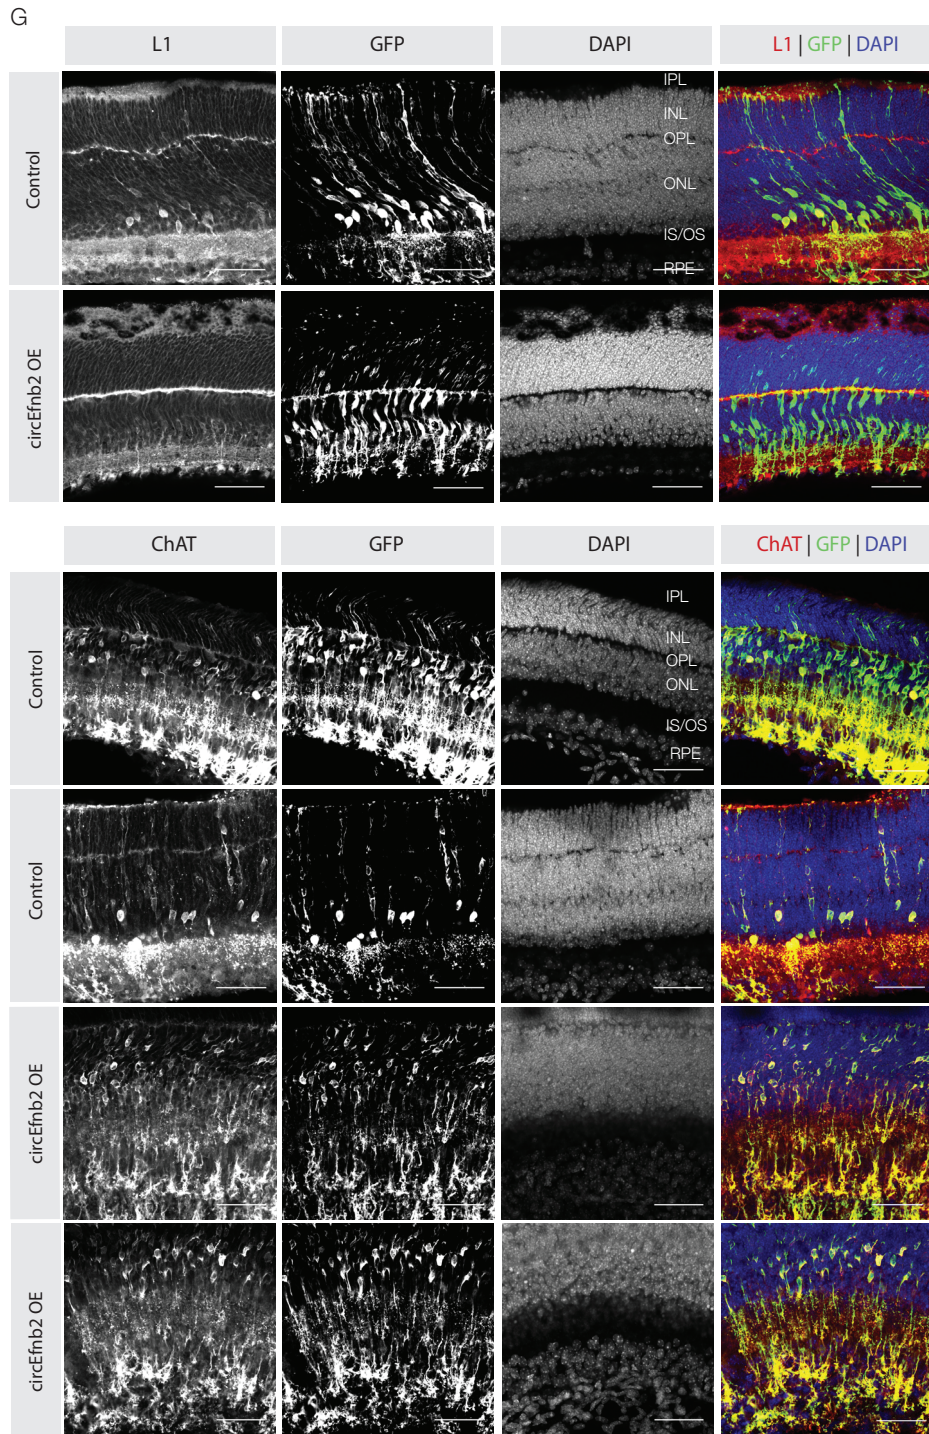 G
L1 GFP DAPI L1 | GFP | DAPI
Control
IPL
INL
OPL
ONL
IS/OS
RPE
circEfnb2 OE
ChAT GFP DAPI ChAT | GFP | DAPI
Control
IPL
INL
OPL
ONL
IS/OS
RPE
Control
circEfnb2 OE
circEfnb2 OE